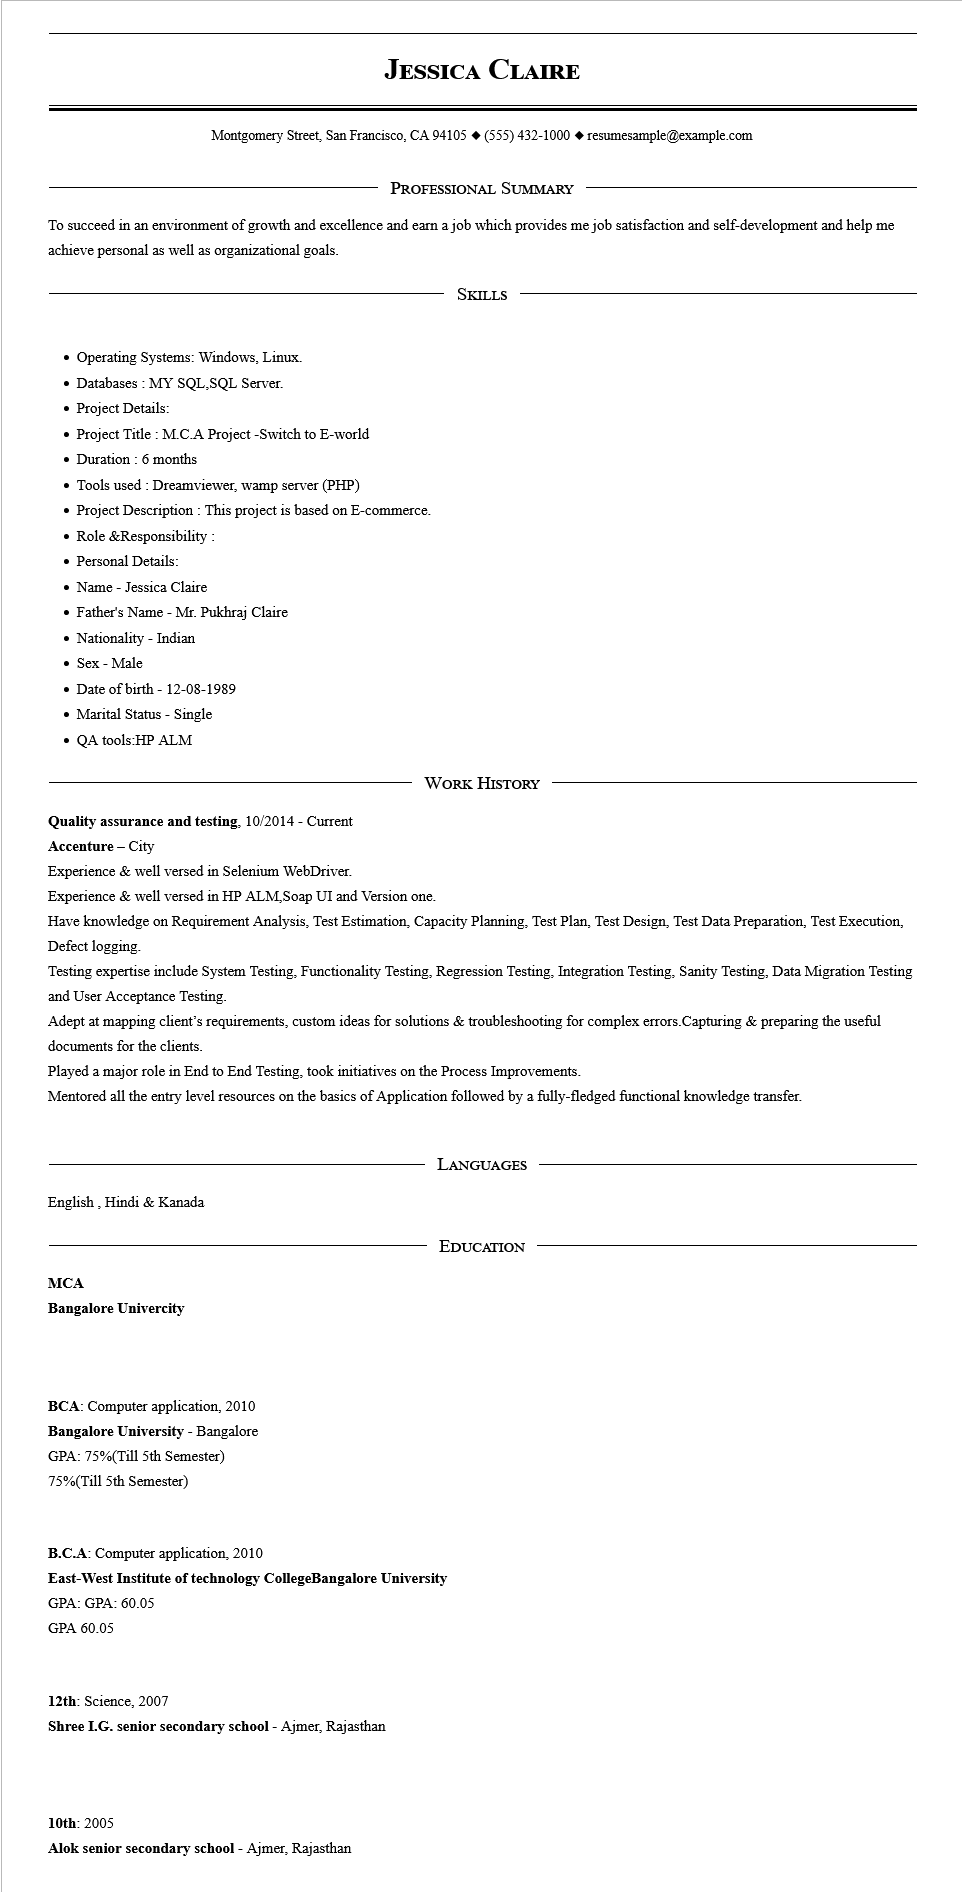 Jessica Claire
Montgomery Street, San Francisco, CA 94105 ◆ (555) 432-1000 ◆ resumesample@example.com
Professional Summary
To succeed in an environment of growth and excellence and earn a job which provides me job satisfaction and self-development and help me
achieve personal as well as organizational goals.
Skills
• Operating Systems: Windows, Linux.
• Databases : MY SQL,SQL Server.
• Project Details:
• Project Title : M.C.A Project -Switch to E-world
• Duration : 6 months
• Tools used : Dreamviewer, wamp server (PHP)
• Project Description : This project is based on E-commerce.
• Role &Responsibility :
• Personal Details:
• Name - Jessica Claire
• Father's Name - Mr. Pukhraj Claire
• Nationality - Indian
• Sex - Male
• Date of birth - 12-08-1989
• Marital Status - Single
• QA tools:HP ALM
Work History
Quality assurance and testing, 10/2014 - Current
Accenture – City
Experience & well versed in Selenium WebDriver.
Experience & well versed in HP ALM,Soap UI and Version one.
Have knowledge on Requirement Analysis, Test Estimation, Capacity Planning, Test Plan, Test Design, Test Data Preparation, Test Execution,
Defect logging.
Testing expertise include System Testing, Functionality Testing, Regression Testing, Integration Testing, Sanity Testing, Data Migration Testing
and User Acceptance Testing.
Adept at mapping client’s requirements, custom ideas for solutions & troubleshooting for complex errors.Capturing & preparing the useful
documents for the clients.
Played a major role in End to End Testing, took initiatives on the Process Improvements.
Mentored all the entry level resources on the basics of Application followed by a fully-fledged functional knowledge transfer.
Languages
English , Hindi & Kanada
Education
MCA
Bangalore Univercity
BCA: Computer application, 2010
Bangalore University - Bangalore
GPA: 75%(Till 5th Semester)
75%(Till 5th Semester)
B.C.A: Computer application, 2010
East-West Institute of technology CollegeBangalore University
GPA: GPA: 60.05
GPA 60.05
12th: Science, 2007
Shree I.G. senior secondary school - Ajmer, Rajasthan
10th: 2005
Alok senior secondary school - Ajmer, Rajasthan